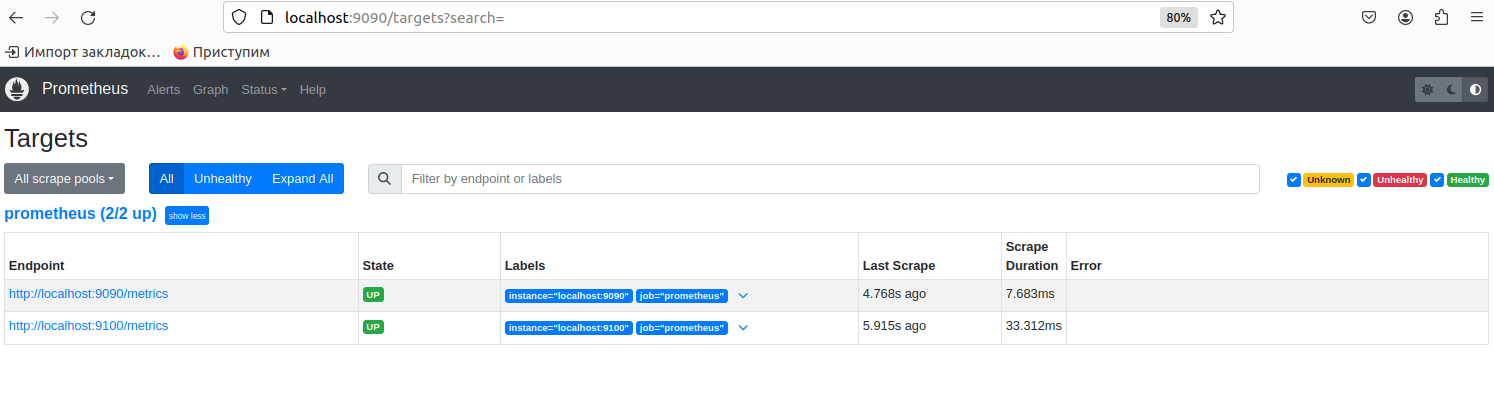 localhost:9090/targets?search=
80%
Импорт закладок…
Приступим
Prometheus
Alerts
Graph
Status
Help
Targets
All scrape pools
All
Unhealthy
Expand All
Filter by endpoint or labels
Unknown
Unhealthy
Healthy
prometheus (2/2 up)
show less
Endpoint
State
Labels
Last Scrape
Scrape
Duration
Error
http://localhost:9090/metrics
UP
instance="localhost:9090"
job="prometheus"
4.768s ago
7.683ms
http://localhost:9100/metrics
UP
instance="localhost:9100"
job="prometheus"
5.915s ago
33.312ms